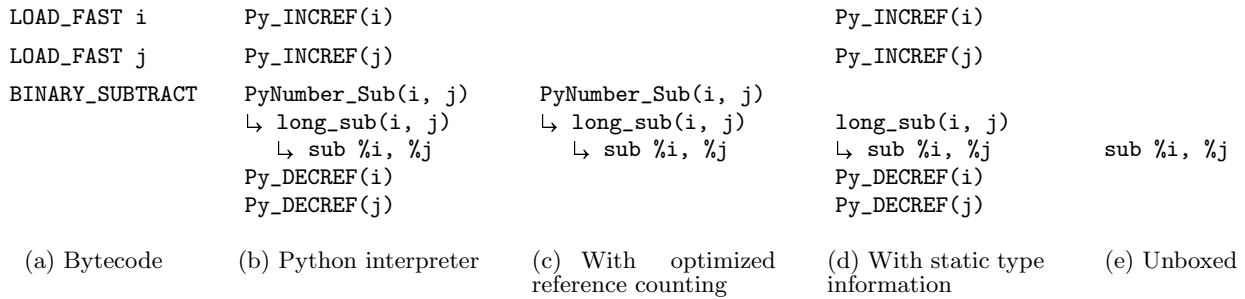 LOAD_FAST i Py_INCREF(i) Py_INCREF(i)
LOAD_FAST j Py_INCREF(j) Py_INCREF(j)
BINARY_SUBTRACT PyNumber_Sub(i, j) PyNumber_Sub(i, j)
↳ long_sub(i, j) ↳ long_sub(i, j) long_sub(i, j)
↳ sub %i, %j ↳ sub %i, %j ↳ sub %i, %j sub %i, %j
Py_DECREF(i) Py_DECREF(i)
Py_DECREF(j) Py_DECREF(j)
(a) Bytecode (b) Python interpreter (c) With optimized (d) With static type (e) Unboxed
reference counting information